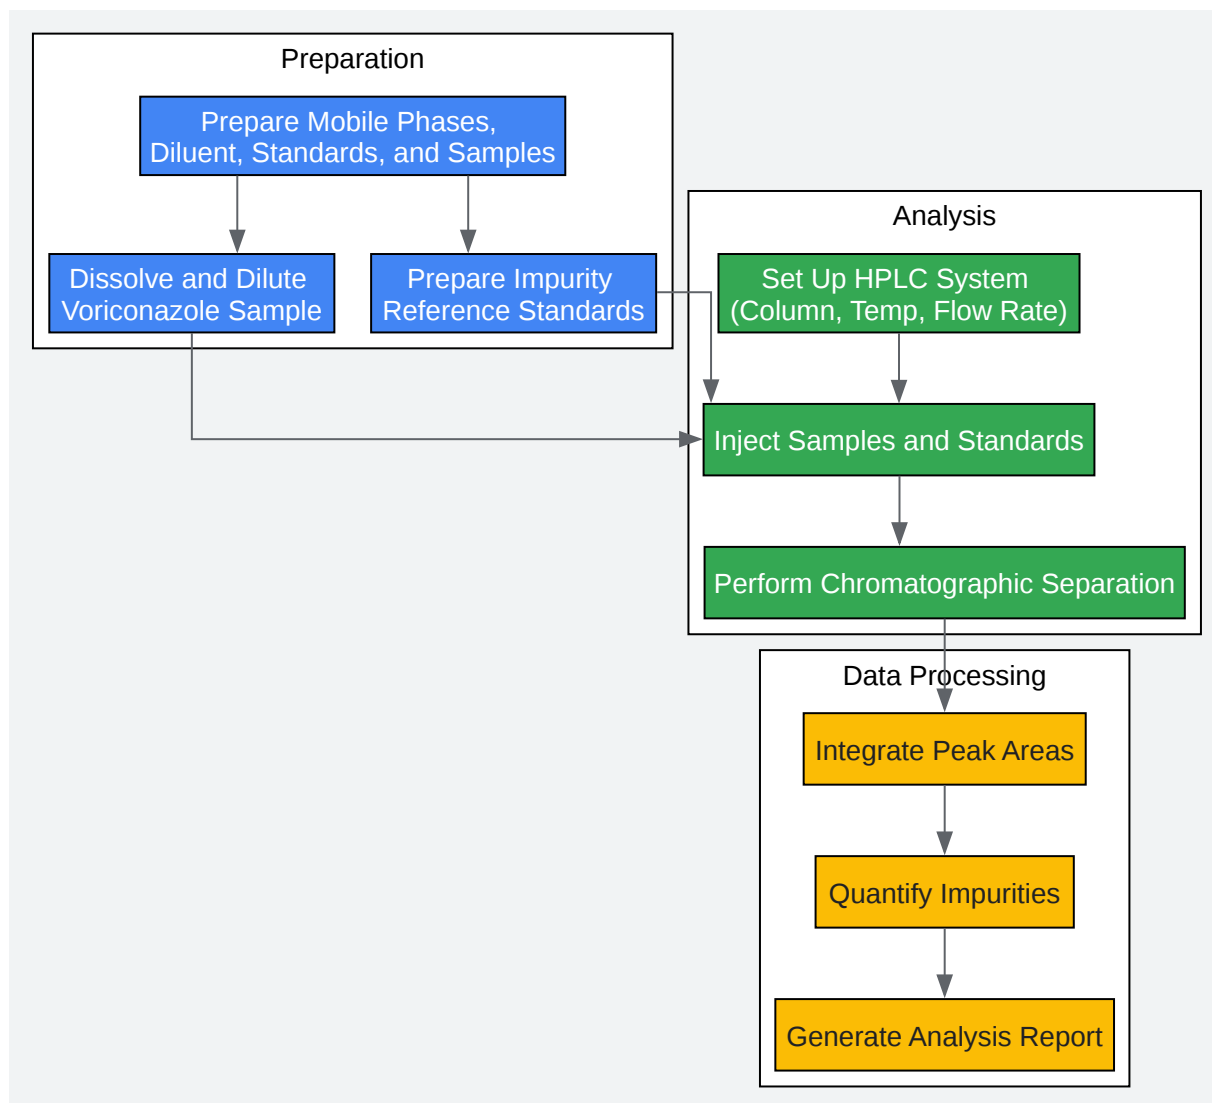 Preparation
Prepare Mobile Phases,
Diluent, Standards, and Samples
Dissolve and Dilute
Voriconazole Sample
Prepare Impurity
Reference Standards
Analysis
Set Up HPLC System
(Column, Temp, Flow Rate)
Inject Samples and Standards
Perform Chromatographic Separation
Data Processing
Integrate Peak Areas
Quantify Impurities
Generate Analysis Report